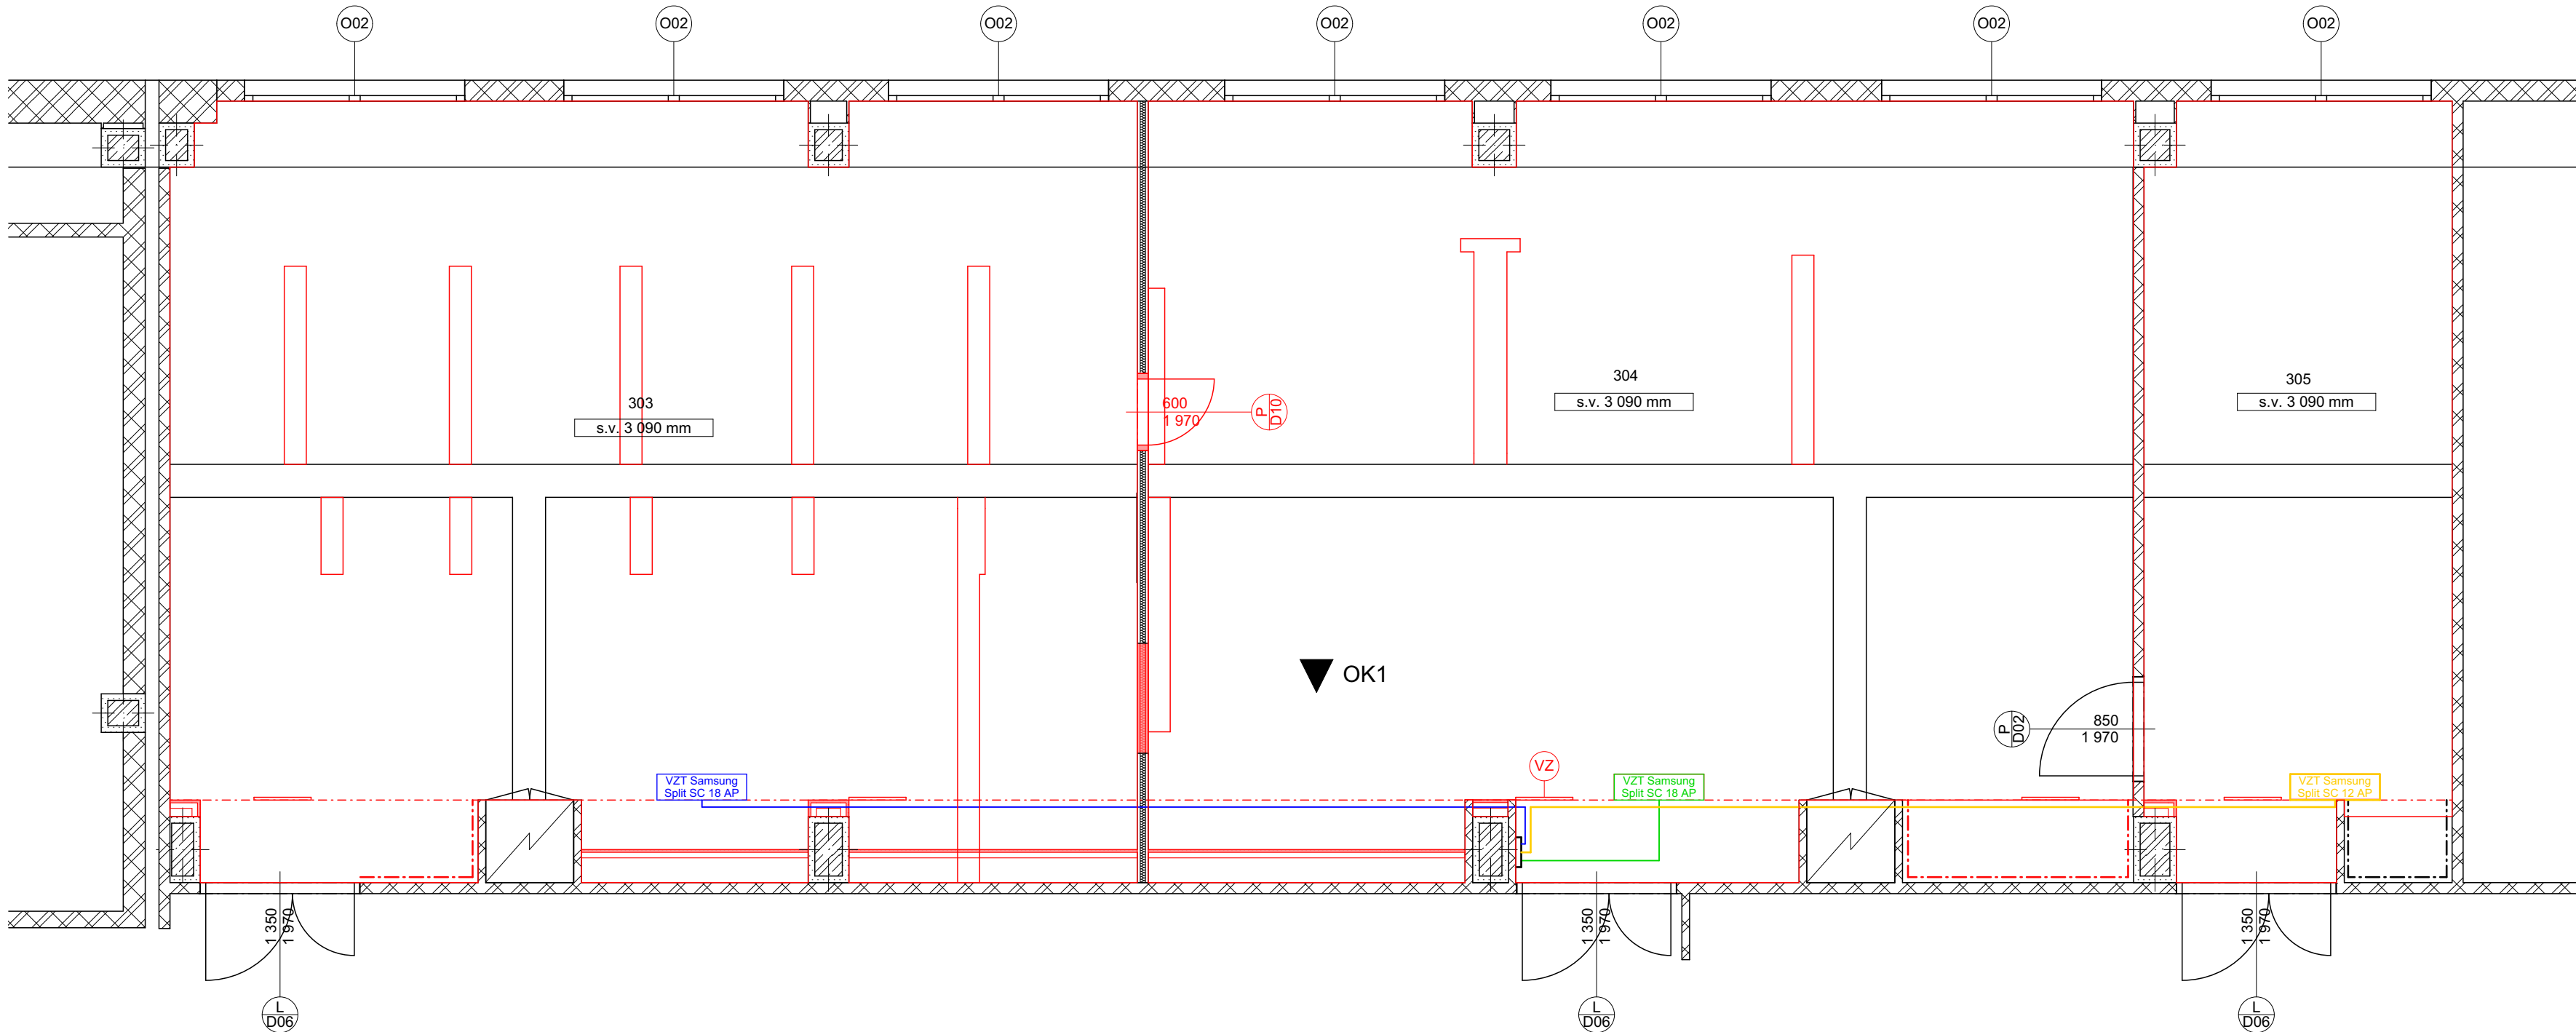 O02
O02
O02
O02
O02
O02
O02
304
s.v. 3 090 mm
305
s.v. 3 090 mm
303
s.v. 3 090 mm
600
1 970
P
D10
OK1
P
D02
850
1 970
VZ
VZT Samsung
Split SC 18 AP
VZT Samsung
Split SC 18 AP
VZT Samsung
Split SC 12 AP
1 350
1 970
1 350
1 970
1 350
1 970
L
D06
L
D06
L
D06